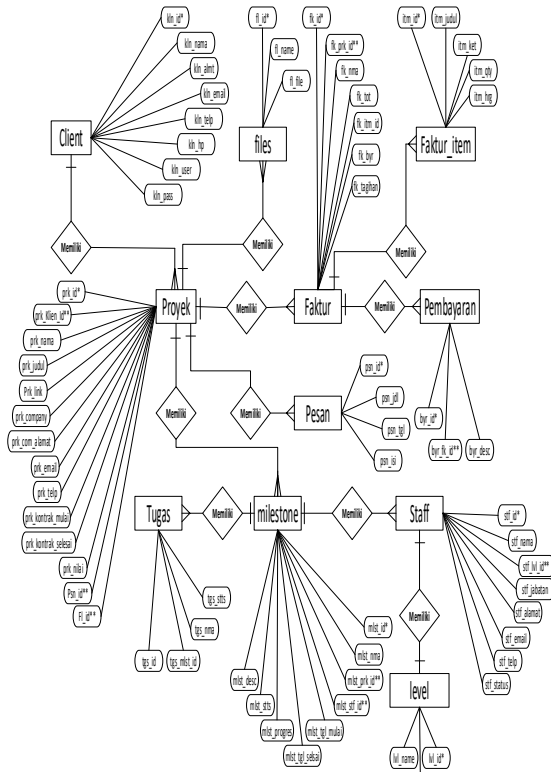 kln_id*
kln_nama
kln_almt
kln_email
kln_telp
kln_hp
kln_user
kln_pass
Client
fl_id*
fl_name
fl_file
files
fk_id*
fk_prk_id**
fk_nma
fk_tot
fk_itm_id
fk_byr
fk_tagihan
itm_id*
itm_judul
itm_ket
itm_qty
itm_hrg
Faktur_item
Memiliki
Memiliki
Memiliki
Proyek
Memiliki
Faktur
Memiliki
Pembayaran
prk_id*
prk_Klien_Id**
prk_nama
prk_judul
Prk_link
prk_company
prk_com_alamat
prk_email
prk_telp
prk_kontrak_mulai
prk_kontrak_selesai
prk_nilai
Psn_id**
Fl_id**
Memiliki
Memiliki
Pesan
psn_id*
psn_jdl
psn_tgl
psn_isi
byr_id*
byr_fk_id**
byr_desc
Tugas
Memiliki
milestone
Memiliki
Staff
stf_id*
stf_nama
stf_lvl_id**
stf_jabatan
stf_alamat
stf_email
stf_telp
stf_status
tgs_stts
tgs_nma
tgs_id
tgs_mlst_id
mlst_desc
mlst_stts
mlst_progres
mlst_tgl_selsai
mlst_id*
mlst_nma
mlst_prk_id**
mlst_stf_id**
mlst_tgl_mulai
Memiliki
level
lvl_name
lvl_id*